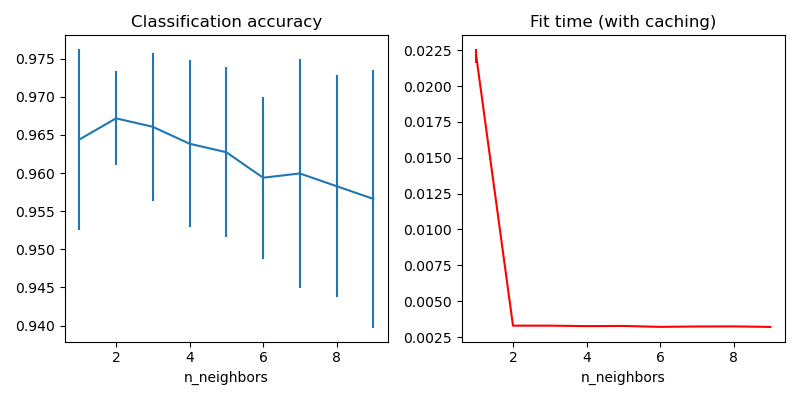 Classification accuracy
0.975
0.970
0.965
0.960
0.955
0.950
0.945
0.940
2 4 6 8
n_neighbors
Fit time (with caching)
0.0225
0.0200
0.0175
0.0150
0.0125
0.0100
0.0075
0.0050
0.0025
2 4 6 8
n_neighbors